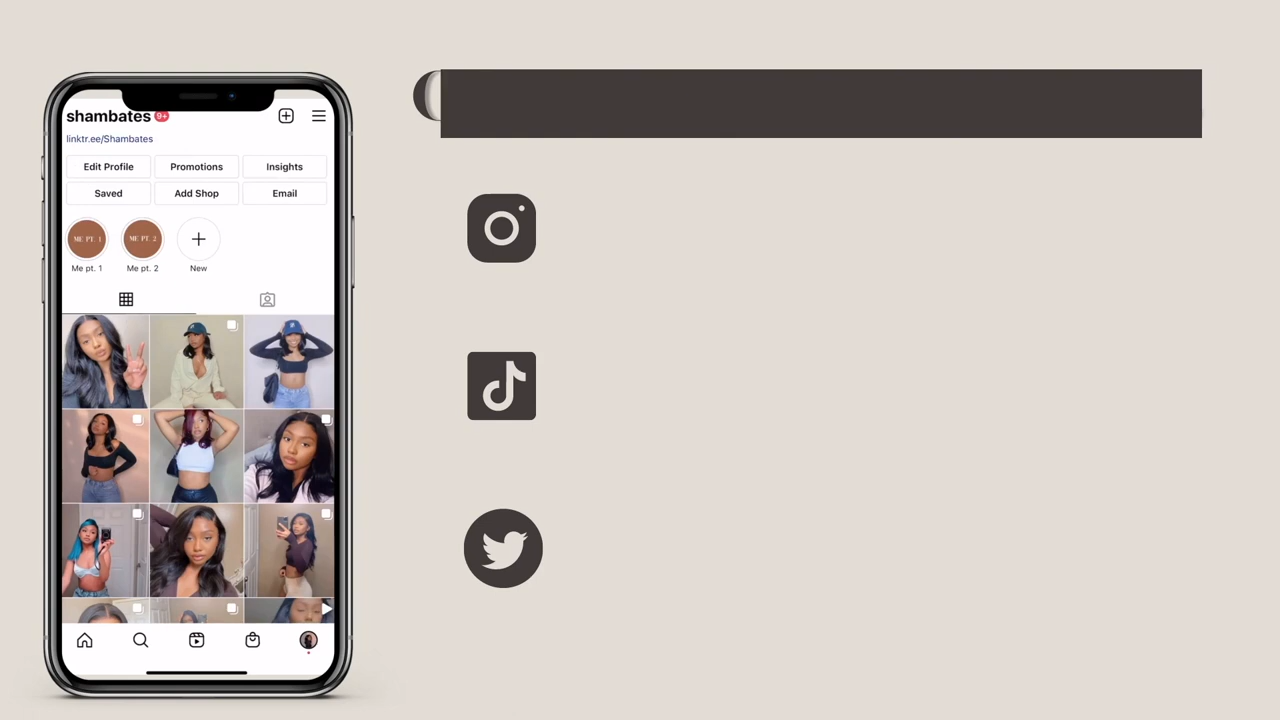 shambates 9+
linktr.ee/Shambates
Edit Profile Promotions Insights
Saved Add Shop Email
ME PT. 1 ME PT. 2
Me pt. 1 Me pt. 2 New